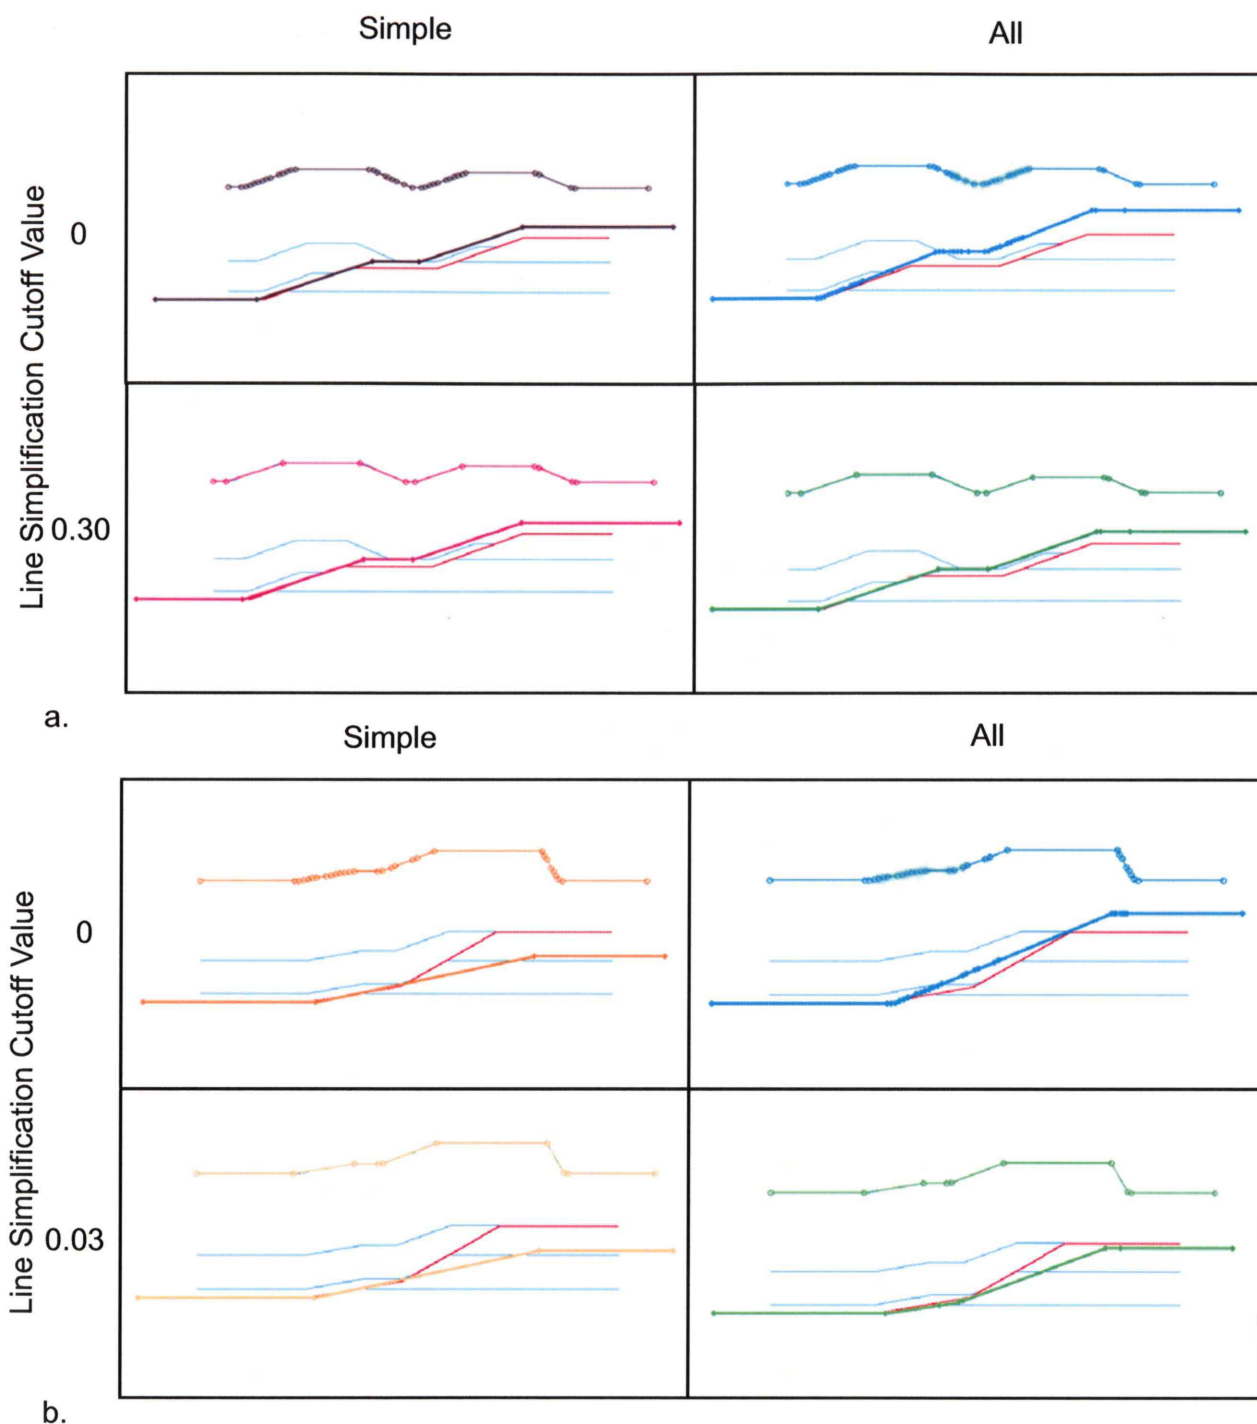 Simple
All
Line Simplification Cutoff Value
0
0.30
a.
Simple
All
Line Simplification Cutoff Value
0
0.03
b.